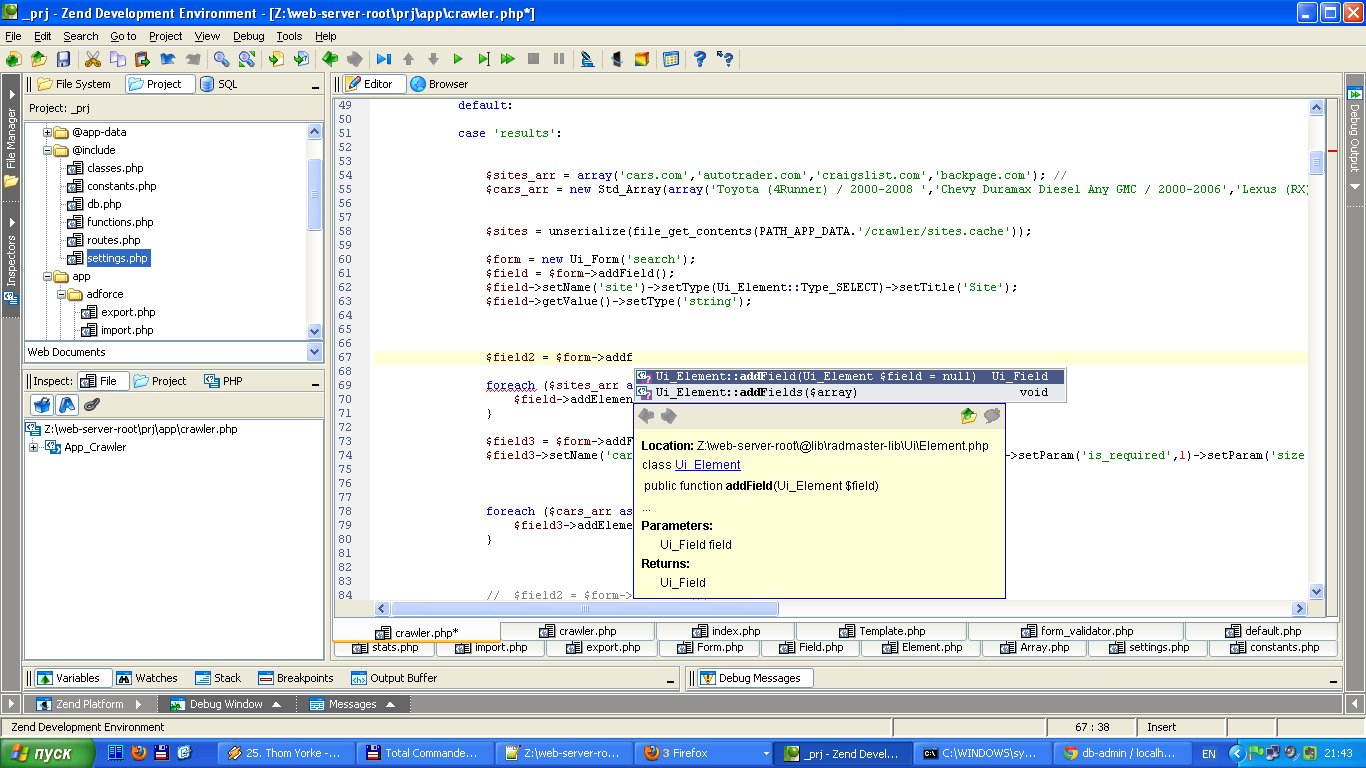 _prj - Zend Development Environment - [Z:\web-server-root\prj\app\crawler.php*]
File Edit Search Go to Project View Debug Tools Help
File System Project SQL
Project: _prj
@app-data
@include
classes.php
constants.php
db.php
functions.php
routes.php
settings.php
app
adforce
export.php
import.php
Web Documents
Inspect: File Project PHP
Z:\web-server-root\prj\app\crawler.php
App_Crawler
File Manager
Inspectors
Editor Browser
49 default:
50
51 case 'results':
52
53
54 $sites_arr = array('cars.com','autotrader.com','craigslist.com','backpage.com'); //
55 $cars_arr = new Std_Array(array('Toyota (4Runner) / 2000-2008 ','Chevy Duramax Diesel Any GMC / 2000-2006','Lexus (RX)
56
57
58 $sites = unserialize(file_get_contents(PATH_APP_DATA.'/crawler/sites.cache'));
59
60 $form = new Ui_Form('search');
61 $field = $form->addField();
62 $field->setName('site')->setType(Ui_Element::Type_SELECT)->setTitle('Site');
63 $field->getValue()->setType('string');
64
65
66
67 $field2 = $form->addf
68
69 foreach ($sites_arr a
70 $field->addElemen
71 }
72
73 $field3 = $form->addF
74 $field3->setName('car ->setParam('is_required',1)->setParam('size
75
76
77
78 foreach ($cars_arr as
79 $field3->addEleme
80 }
81
82
83
84 // $field2 = $form->
Ui_Element::addField(Ui_Element $field = null) Ui_Field
Ui_Element::addFields($array) void
Location: Z:\web-server-root\@lib\radmaster-lib\Ui\Element.php
class Ui_Element
public function addField(Ui_Element $field)
...
Parameters:
Ui_Field field
Returns:
Ui_Field
Debug Output
crawler.php* crawler.php index.php Template.php form_validator.php default.php
stats.php import.php export.php Form.php Field.php Element.php Array.php settings.php constants.php
Variables Watches Stack Breakpoints Output Buffer Debug Messages
Zend Platform Debug Window Messages
Zend Development Environment 67 : 38 Insert
пуск 25. Thom Yorke -... Total Commande... Z:\web-server-ro... 3 Firefox _prj - Zend Devel... C:\WINDOWS\sy... db-admin / localh... EN 21:43